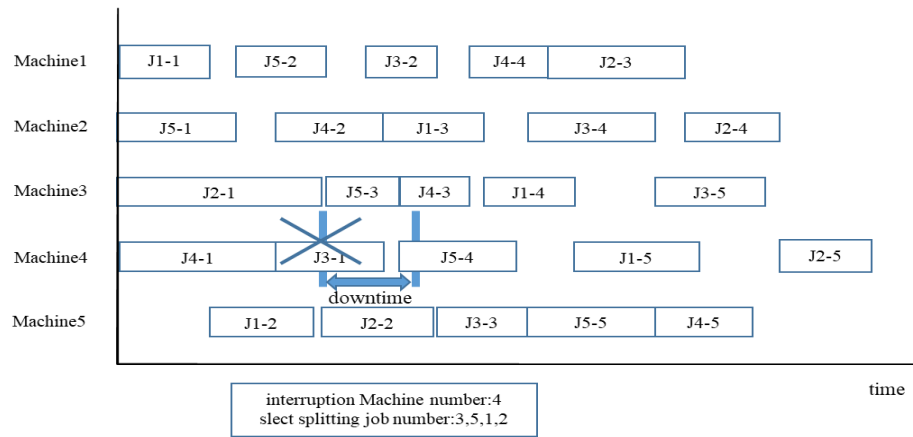 Machine1 J1-1 J5-2 J3-2 J4-4 J2-3
Machine2 J5-1 J4-2 J1-3 J3-4 J2-4
Machine3 J2-1 J5-3 J4-3 J1-4 J3-5
Machine4 J4-1 J3-1 J5-4 J1-5 J2-5
downtime
Machine5 J1-2 J2-2 J3-3 J5-5 J4-5
time
interruption Machine number:4
slect splitting job number:3,5,1,2